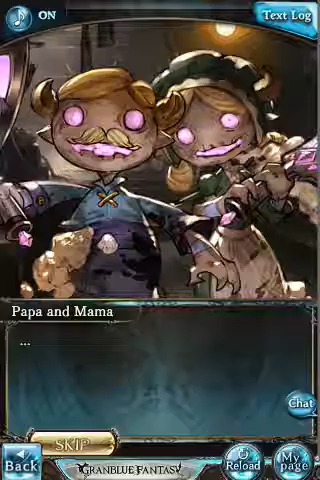 ON
Text Log
Papa and Mama
...
Chat
SKIP
Back
GRANBLUE FANTASY
Reload
My
page